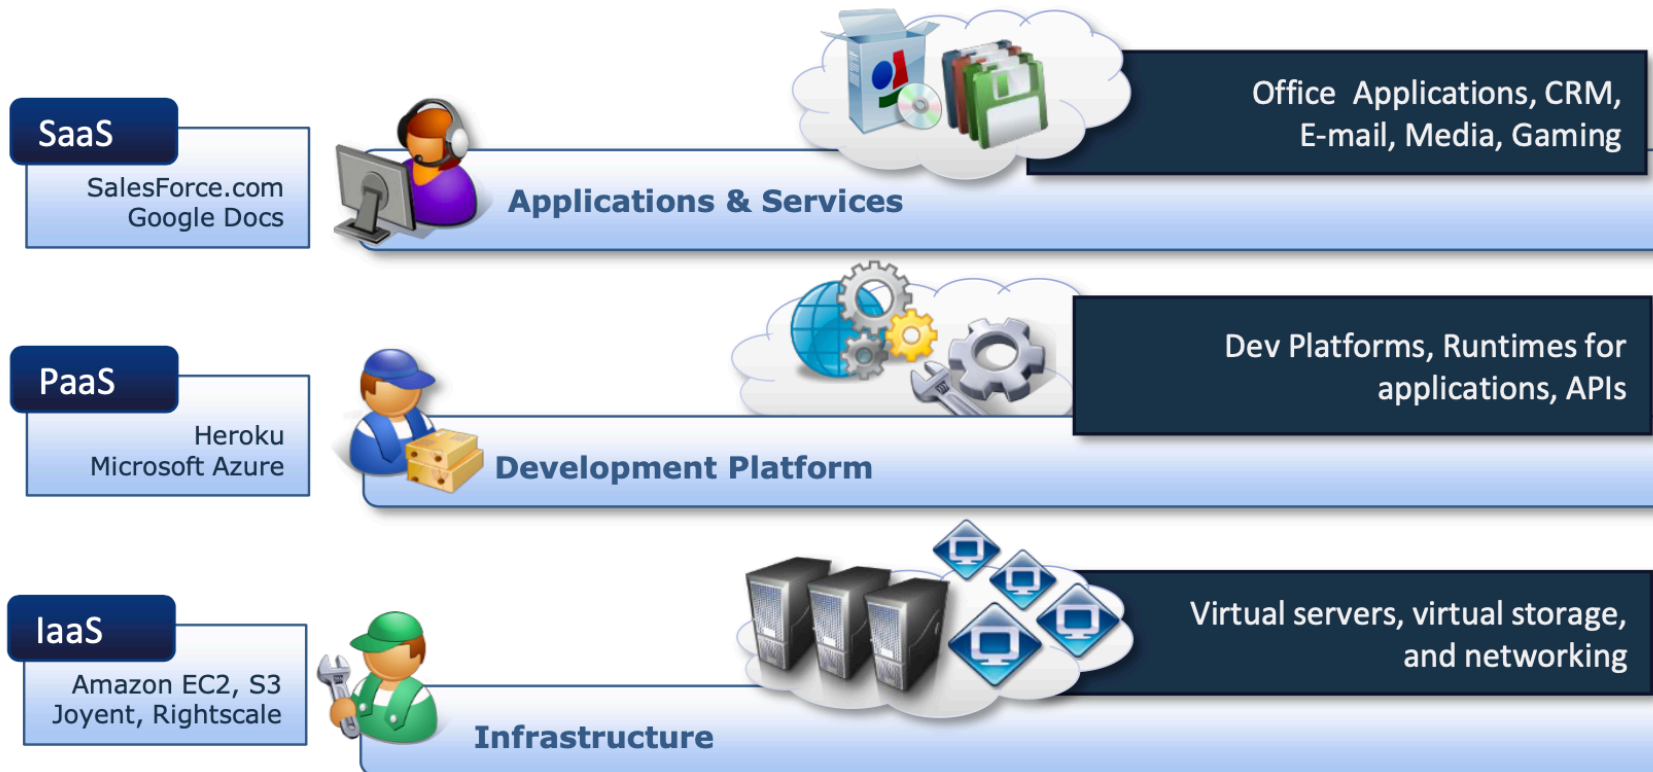 SaaS
SalesForce.com
Google Docs
Applications & Services
Office Applications, CRM,
E-mail, Media, Gaming
PaaS
Heroku
Microsoft Azure
Development Platform
Dev Platforms, Runtimes for
applications, APIs
IaaS
Amazon EC2, S3
Joyent, Rightscale
Infrastructure
Virtual servers, virtual storage,
and networking